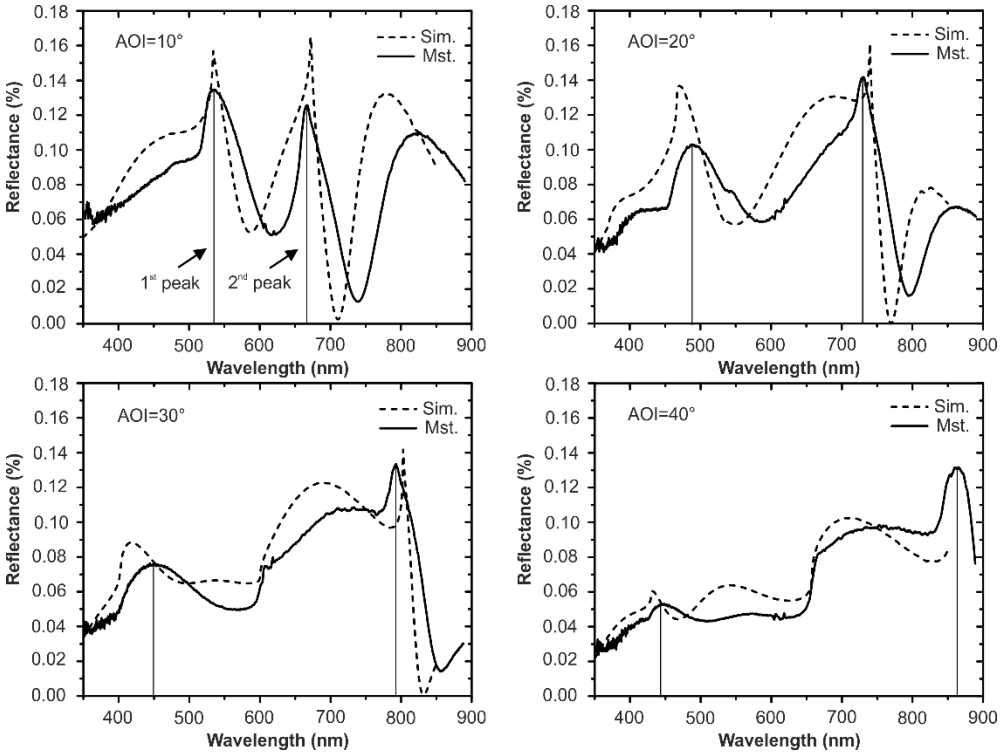 AOI=10°
Sim.
Mst.
1st peak
2nd peak
0.18
0.16
0.14
0.12
0.10
0.08
0.06
0.04
0.02
0.00
Reflectance (%)
400 500 600 700 800 900
Wavelength (nm)
AOI=20°
Sim.
Mst.
0.18
0.16
0.14
0.12
0.10
0.08
0.06
0.04
0.02
0.00
Reflectance (%)
400 500 600 700 800 900
Wavelength (nm)
AOI=30°
Sim.
Mst.
0.18
0.16
0.14
0.12
0.10
0.08
0.06
0.04
0.02
0.00
Reflectance (%)
400 500 600 700 800 900
Wavelength (nm)
AOI=40°
Sim.
Mst.
0.18
0.16
0.14
0.12
0.10
0.08
0.06
0.04
0.02
0.00
Reflectance (%)
400 500 600 700 800 900
Wavelength (nm)